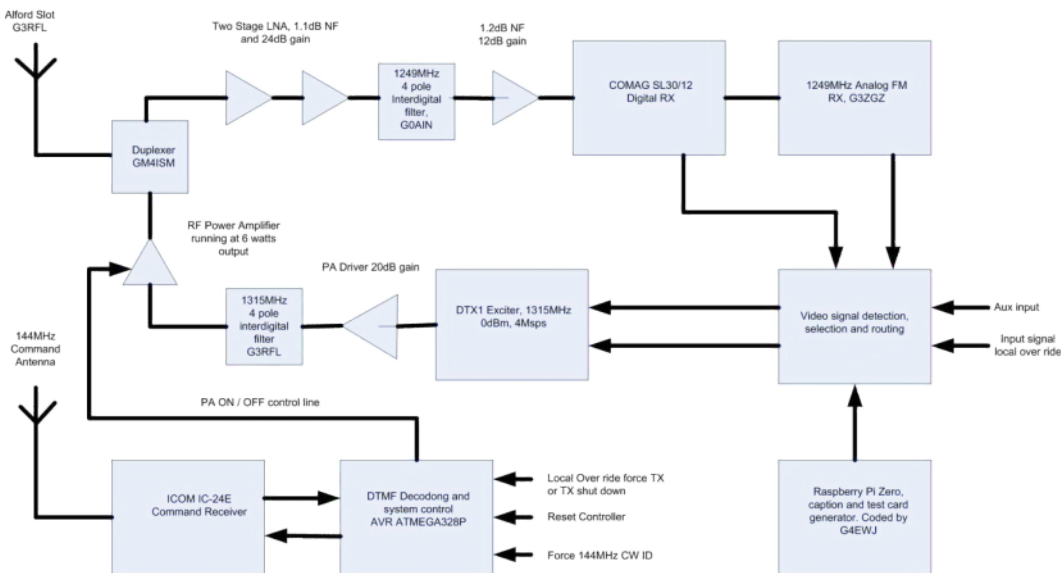 Alford Slot
G3RFL
Two Stage LNA, 1.1dB NF
and 24dB gain
1.2dB NF
12dB gain
1249MHz
4 pole
Interdigital
filter,
G0AIN
COMAG SL30/12
Digital RX
1249MHz Analog FM
RX, G3ZGZ
Duplexer
GM4ISM
RF Power Amplifier
running at 6 watts
output
PA Driver 20dB gain
1315MHz
4 pole
interdigital
filter
G3RFL
DTX1 Exciter, 1315MHz
0dBm, 4Msps
Video signal detection,
selection and routing
Aux input
Input signal
local over ride
144MHz
Command
Antenna
PA ON / OFF control line
ICOM IC-24E
Command Receiver
DTMF Decodong and
system control
AVR ATMEGA328P
Local Over ride force TX
or TX shut down
Reset Controller
Force 144MHz CW ID
Raspberry Pi Zero,
caption and test card
generator. Coded by
G4EWJ